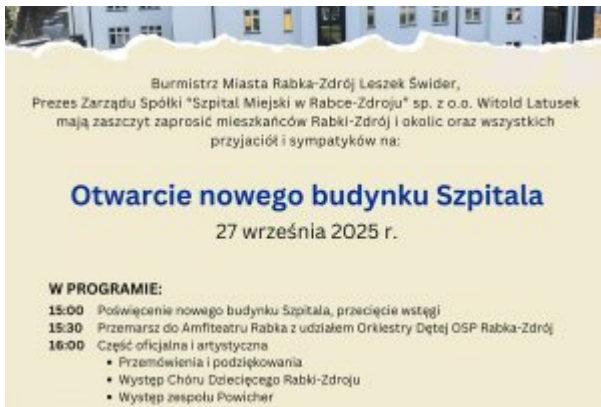 Burmistrz Miasta Rabka-Zdrój Leszek Świder,
Prezes Zarządu Spółki "Szpital Miejski w Rabce-Zdroju" sp. z o.o. Witold Latusek
mają zaszczyt zaprosić mieszkańców Rabki-Zdrój i okolic oraz wszystkich
przyjaciół i sympatyków na:
Otwarcie nowego budynku Szpitala
27 września 2025 r.
W PROGRAMIE:
15:00 Poświęcenie nowego budynku Szpitala, przecięcie wstęgi
15:30 Przemarsz do Amfiteatru Rabka z udziałem Orkiestry Dętej OSP Rabka-Zdrój
16:00 Część oficjalna i artystyczna
• Przemówienia i podziękowania
• Występ Chóru Dziecięcego Rabki-Zdroju
• Występ zespołu Powicher